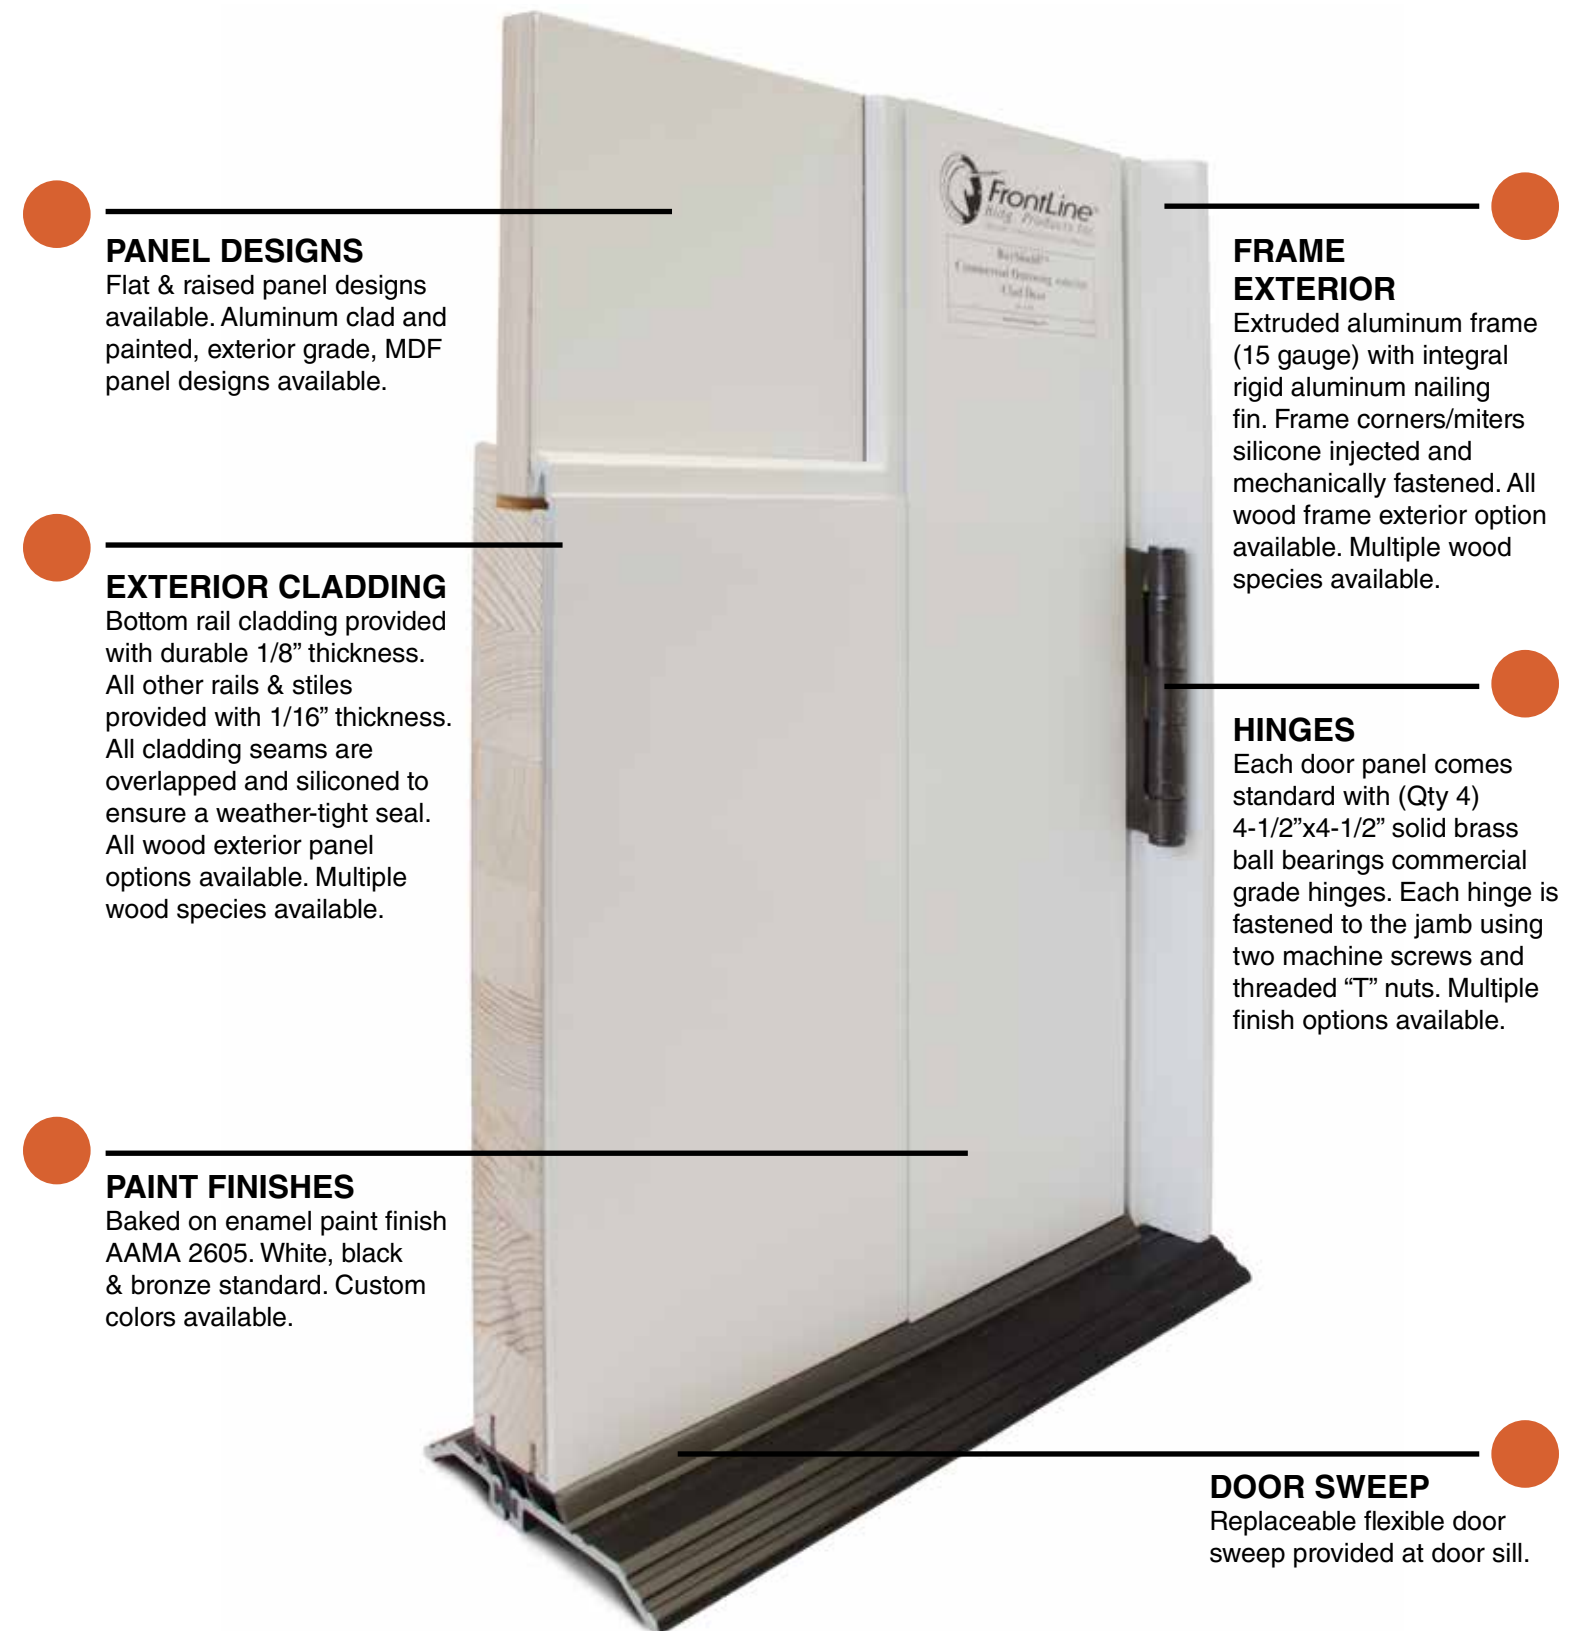 PANEL DESIGNS
Flat & raised panel designs
available. Aluminum clad and
painted, exterior grade, MDF
panel designs available.
EXTERIOR CLADDING
Bottom rail cladding provided
with durable 1/8” thickness.
All other rails & stiles
provided with 1/16” thickness.
All cladding seams are
overlapped and siliconed to
ensure a weather-tight seal.
All wood exterior panel
options available. Multiple
wood species available.
PAINT FINISHES
Baked on enamel paint finish
AAMA 2605. White, black
& bronze standard. Custom
colors available.
FrontLine®
Bldg. Products Inc.
Commercial Outswing
Clad Door
FRAME
EXTERIOR
Extruded aluminum frame
(15 gauge) with integral
rigid aluminum nailing
fin. Frame corners/miters
silicone injected and
mechanically fastened. All
wood frame exterior option
available. Multiple wood
species available.
HINGES
Each door panel comes
standard with (Qty 4)
4-1/2”x4-1/2” solid brass
ball bearings commercial
grade hinges. Each hinge is
fastened to the jamb using
two machine screws and
threaded “T” nuts. Multiple
finish options available.
DOOR SWEEP
Replaceable flexible door
sweep provided at door sill.